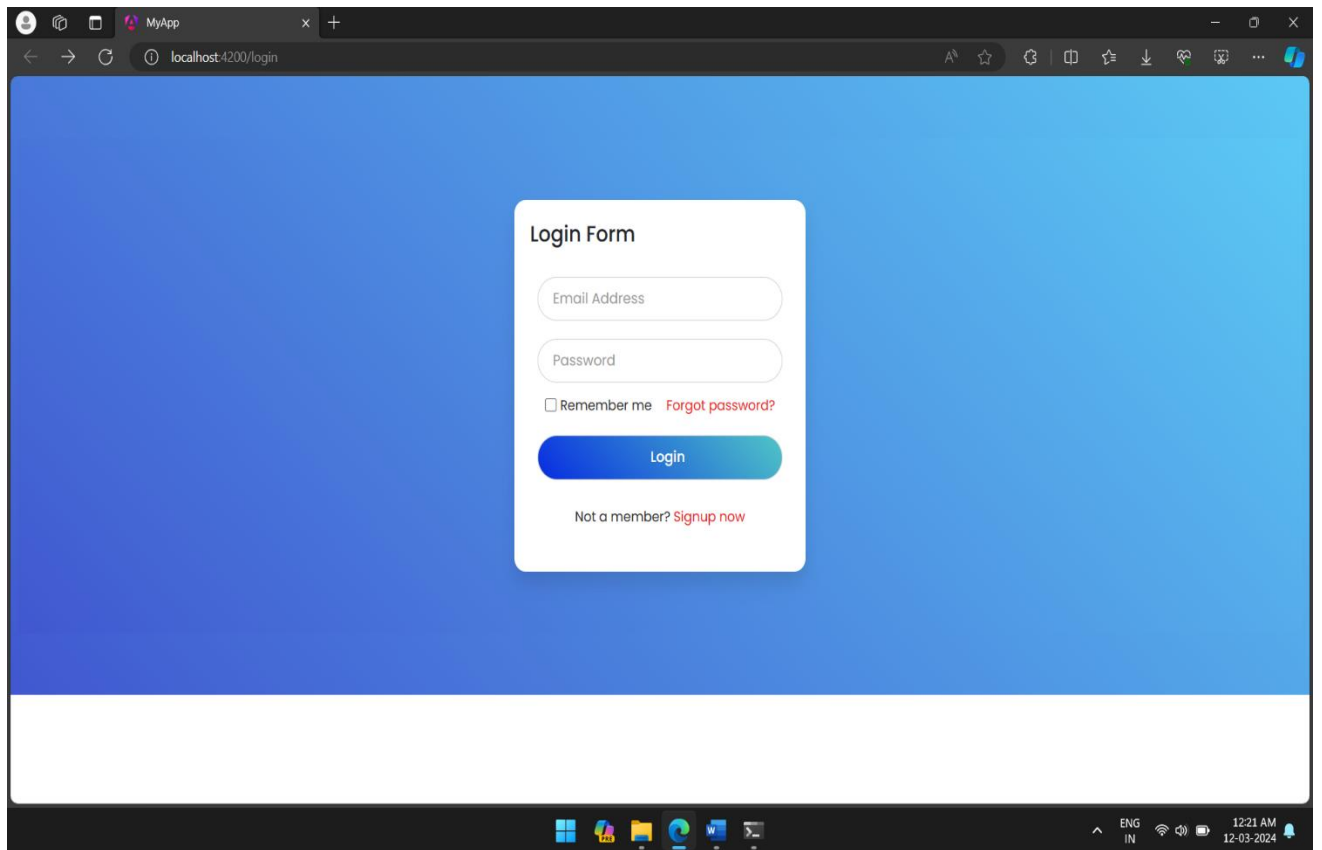 MyApp
localhost:4200/login
Login Form
Email Address
Password
Remember me Forgot password?
Login
Not a member? Signup now
ENG
IN
12:21 AM
12-03-2024